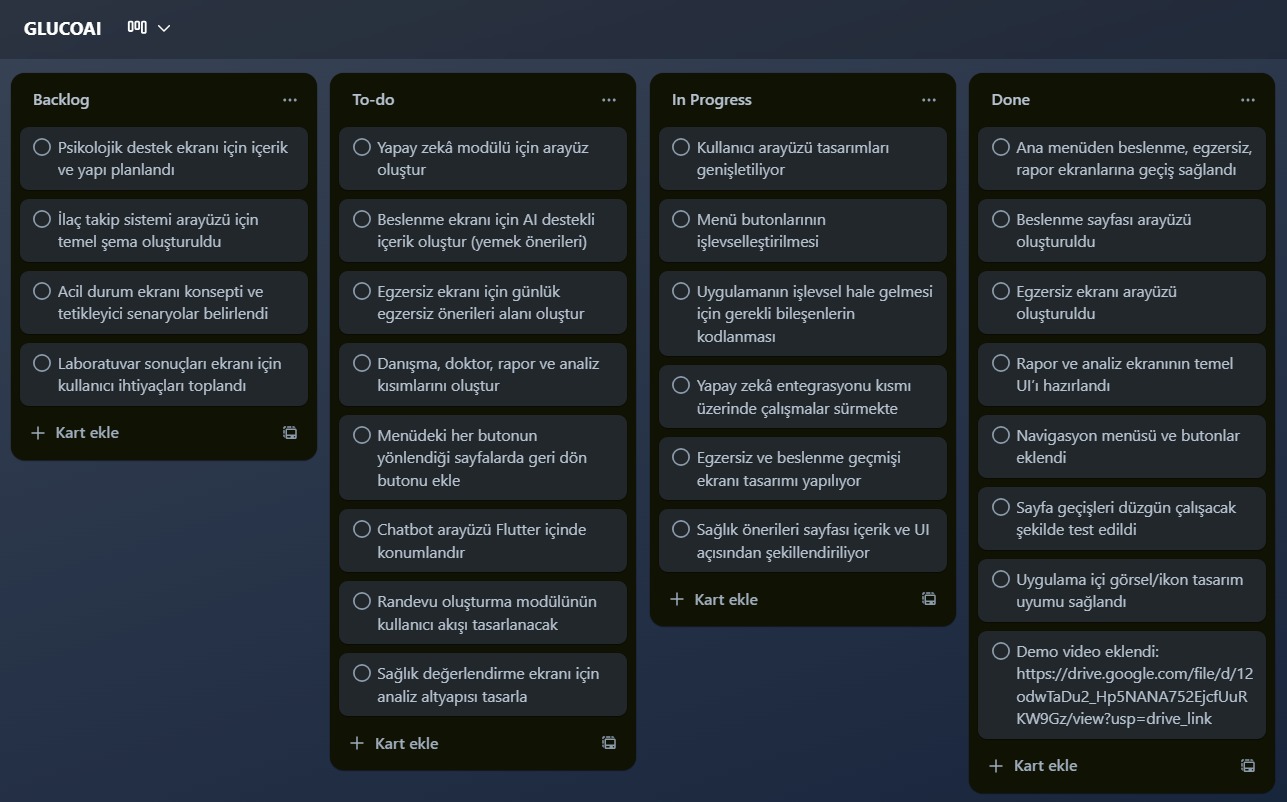 GLUCOAI
Backlog
Psikolojik destek ekranı için içerik
ve yapı planlandı
İlaç takip sistemi arayüzü için
temel şema oluşturuldu
Acil durum ekranı konsepti ve
tetikleyici senaryolar belirlendi
Laboratuvar sonuçları ekranı için
kullanıcı ihtiyaçları toplandı
Kart ekle
To-do
Yapay zekâ modülü için arayüz
oluştur
Beslenme ekranı için AI destekli
içerik oluştur (yemek önerileri)
Egzersiz ekranı için günlük
egzersiz önerileri alanı oluştur
Danışma, doktor, rapor ve analiz
kısımlarını oluştur
Menüdeki her butonun
yönlendiği sayfalarda geri dön
butonu ekle
Chatbot arayüzü Flutter içinde
konumlandır
Randevu oluşturma modülünün
kullanıcı akışı tasarlanacak
Sağlık değerlendirme ekranı için
analiz altyapısı tasarla
Kart ekle
In Progress
Kullanıcı arayüzü tasarımları
genişletiliyor
Menü butonlarının
işlevselleştirilmesi
Uygulamanın işlevsel hale gelmesi
için gerekli bileşenlerin
kodlanması
Yapay zekâ entegrasyonu kısmı
üzerinde çalışmalar sürmekte
Egzersiz ve beslenme geçmişi
ekranı tasarımı yapılıyor
Sağlık önerileri sayfası içerik ve UI
açısından şekillendiriliyor
Kart ekle
Done
Ana menüden beslenme, egzersiz,
rapor ekranlarına geçiş sağlandı
Beslenme sayfası arayüzü
oluşturuldu
Egzersiz ekranı arayüzü
oluşturuldu
Rapor ve analiz ekranının temel
UI’ı hazırlandı
Navigasyon menüsü ve butonlar
eklendi
Sayfa geçişleri düzgün çalışacak
şekilde test edildi
Uygulama içi görsel/ikon tasarım
uyumu sağlandı
Demo video eklendi:
https://drive.google.com/file/d/12
odwTaDu2_Hp5NANA752EjcfUuR
KW9Gz/view?usp=drive_link
Kart ekle